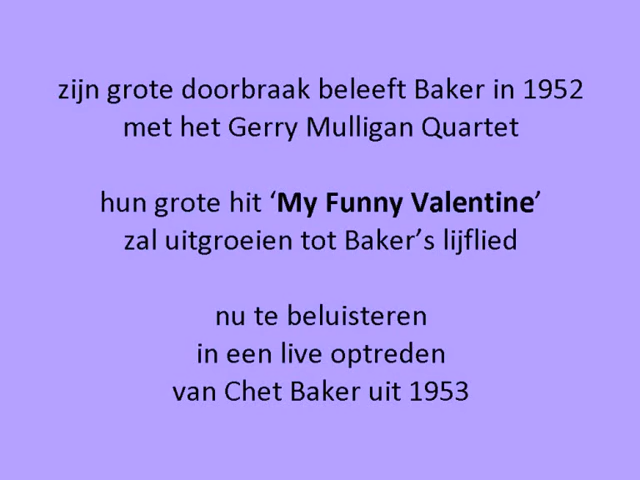 zijn grote doorbraak beleeft Baker in 1952
met het Gerry Mulligan Quartet
hun grote hit ‘My Funny Valentine’
zal uitgroeien tot Baker’s lijflied
nu te beluisteren
in een live optreden
van Chet Baker uit 1953